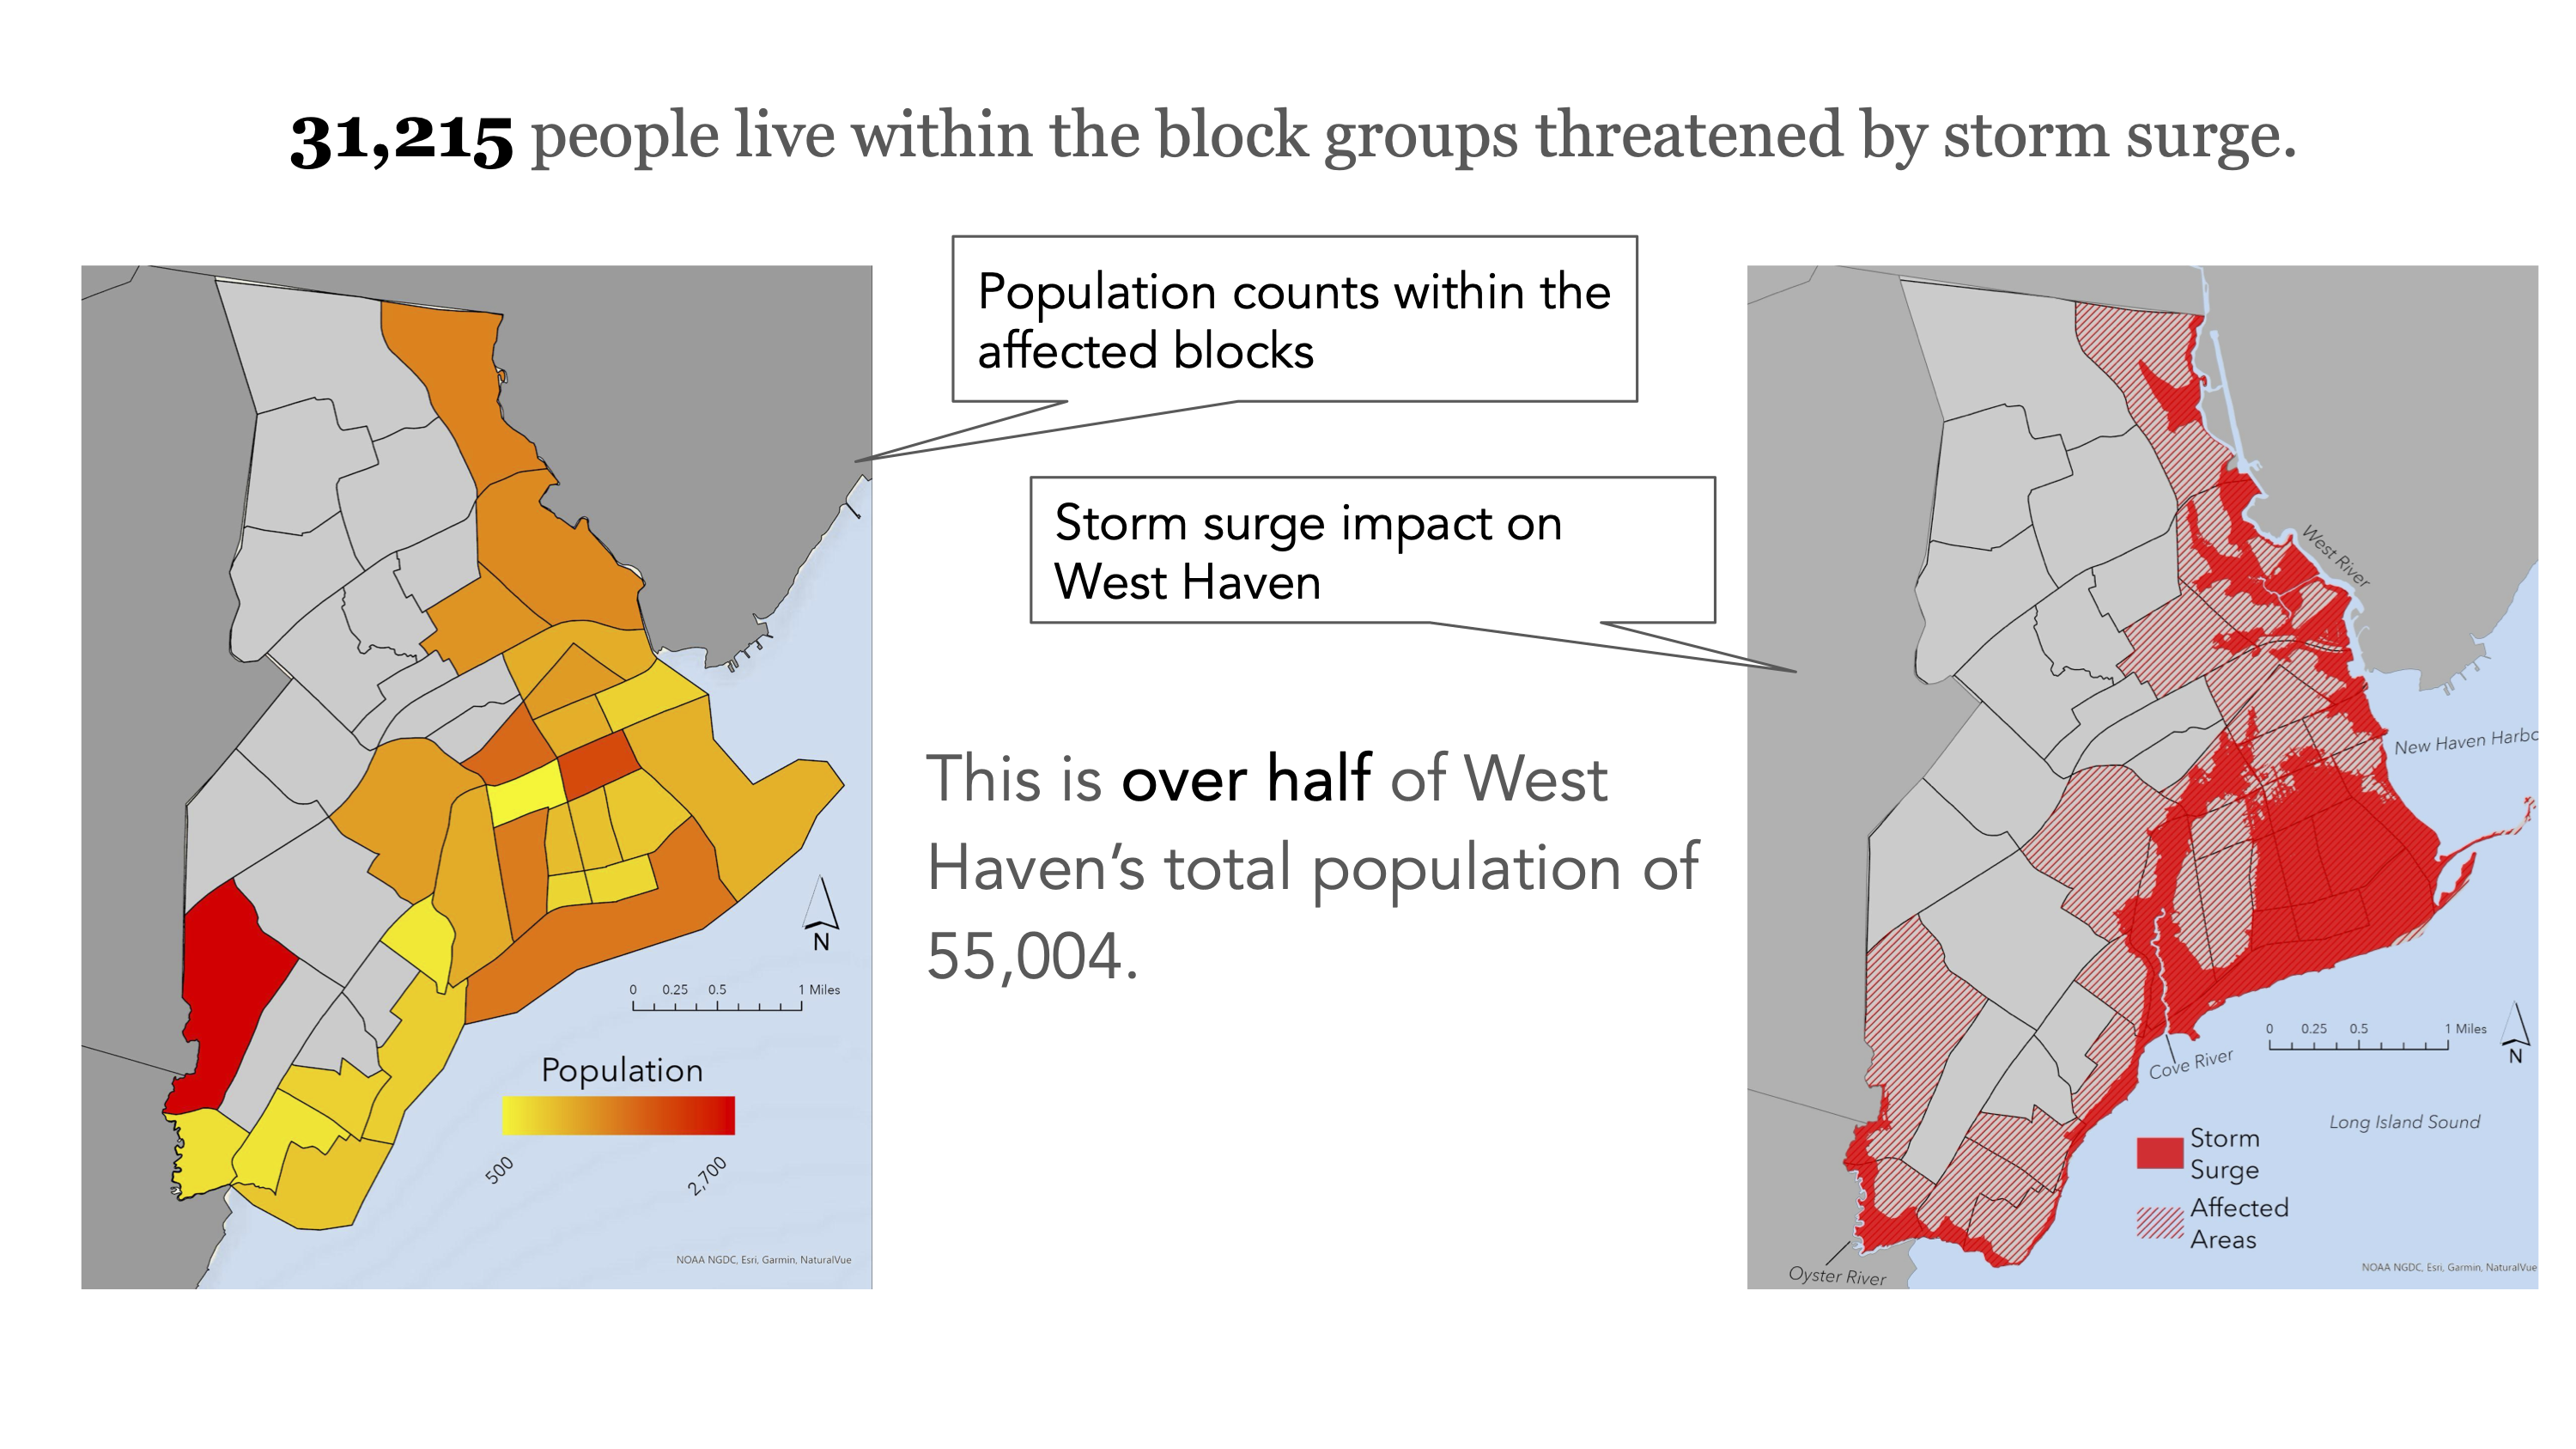 31,215 people live within the block groups threatened by storm surge.
Population counts within the
affected blocks
Storm surge impact on
West Haven
This is over half of West
Haven’s total population of
55,004.
N
0 0.25 0.5 1 Miles
Population
500
2,700
NOAA NGDC, Esri, Garmin, NaturalVue
West River
New Haven Harbo
0 0.25 0.5 1 Miles
N
Cove River
Long Island Sound
Storm
Surge
Affected
Areas
Oyster River
NOAA NGDC, Esri, Garmin, NaturalVue